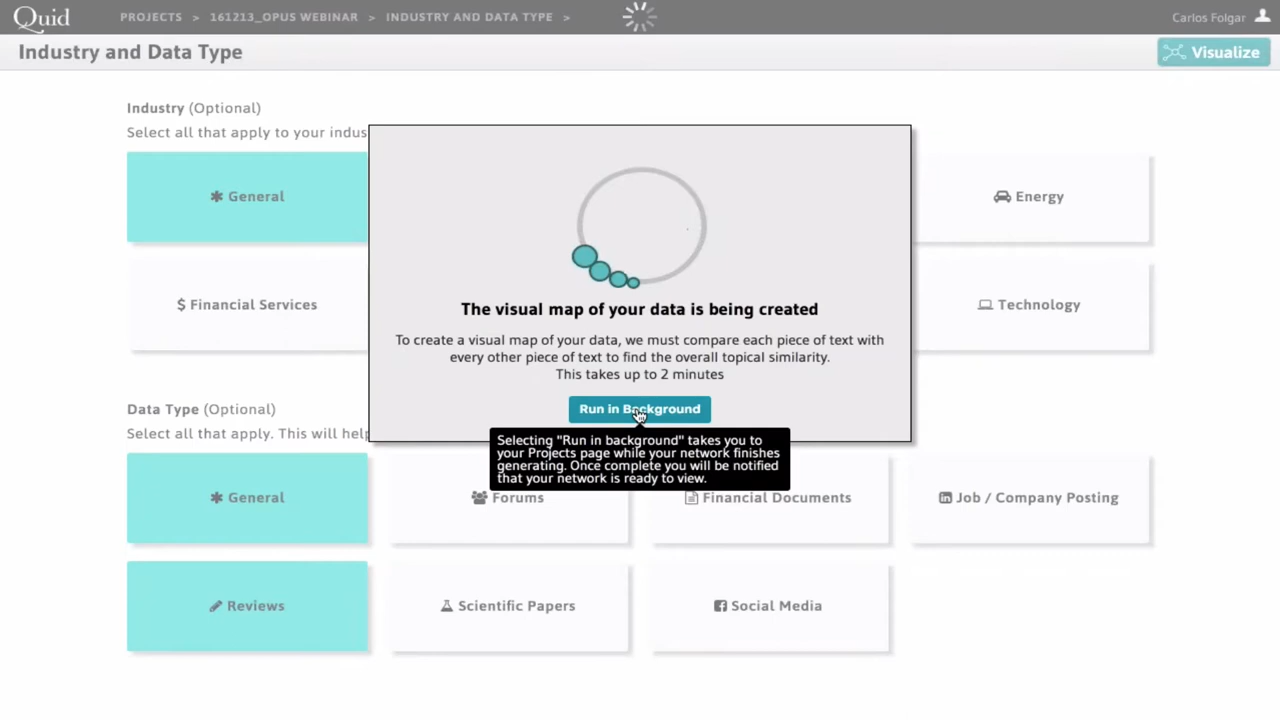 Quid PROJECTS > 161213_OPUS WEBINAR > INDUSTRY AND DATA TYPE > Carlos Folgar
Industry and Data Type Visualize
Industry (Optional)
Select all that apply to your indus
General Energy
Financial Services Technology
The visual map of your data is being created
To create a visual map of your data, we must compare each piece of text with
every other piece of text to find the overall topical similarity.
This takes up to 2 minutes
Run in Background
Selecting "Run in background" takes you to
your Projects page while your network finishes
generating. Once complete you will be notified
that your network is ready to view.
Data Type (Optional)
Select all that apply. This will help
General Forums Financial Documents Job / Company Posting
Reviews Scientific Papers Social Media